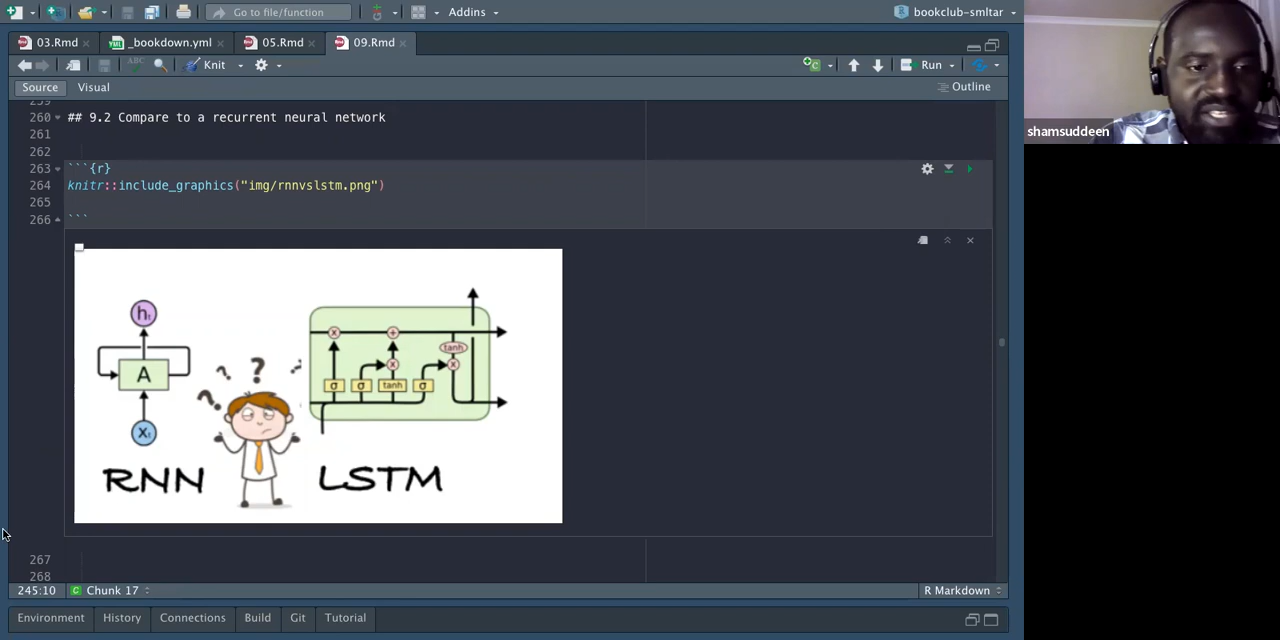 Go to file/function
Addins
bookclub-smltar
03.Rmd
_bookdown.yml
05.Rmd
09.Rmd
ABC
Knit
Run
Source
Visual
Outline
259
260 ## 9.2 Compare to a recurrent neural network
261
262
263 ```{r}
264 knitr::include_graphics("img/rnnvslstm.png")
265
266 ```
ht
A
Xt
RNN
? ? ? ?
x + tanh
x x
σ σ tanh σ
LSTM
267
268
245:10
C Chunk 17
R Markdown
Environment
History
Connections
Build
Git
Tutorial
shamsuddeen